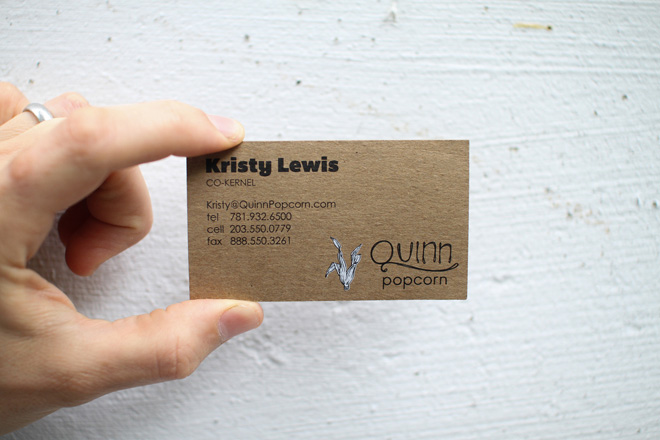 Kristy Lewis
CO-KERNEL
Kristy@QuinnPopcorn.com
tel 781.932.6500
cell 203.550.0779
fax 888.550.3261
Quinn
popcorn